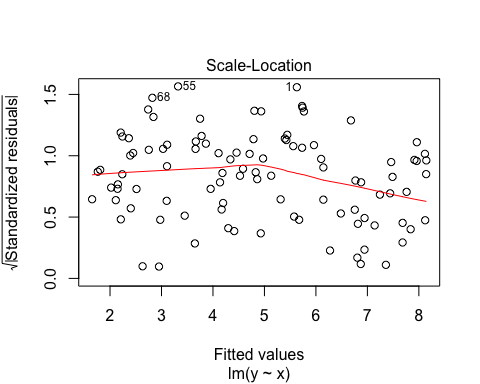 Scale-Location
√|Standardized residuals|
1.5
1.0
0.5
0.0
55
68
1
2 3 4 5 6 7 8
Fitted values
lm(y ~ x)